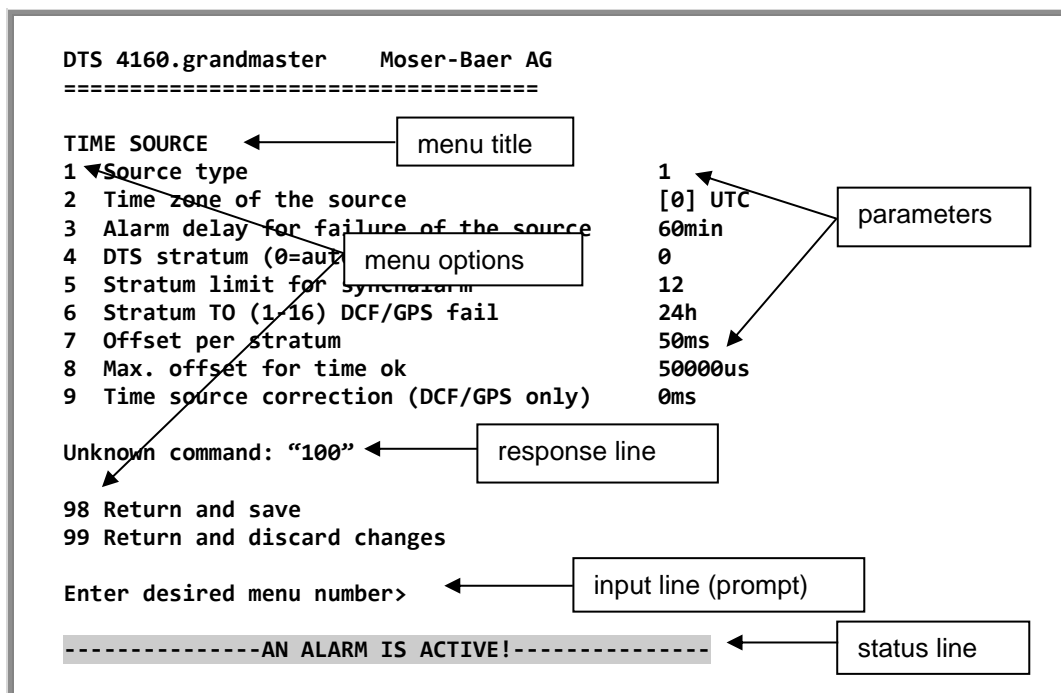 DTS 4160.grandmaster Moser-Baer AG
====================================
TIME SOURCE
menu title
1 Source type 1
2 Time zone of the source [0] UTC
parameters
3 Alarm delay for failure of the source 60min
4 DTS stratum (0=aut 0
menu options
5 Stratum limit for synchalarm 12
6 Stratum TO (1-16) DCF/GPS fail 24h
7 Offset per stratum 50ms
8 Max. offset for time ok 50000us
9 Time source correction (DCF/GPS only) 0ms
Unknown command: “100”
response line
98 Return and save
99 Return and discard changes
Enter desired menu number>
input line (prompt)
---------------AN ALARM IS ACTIVE!---------------
status line